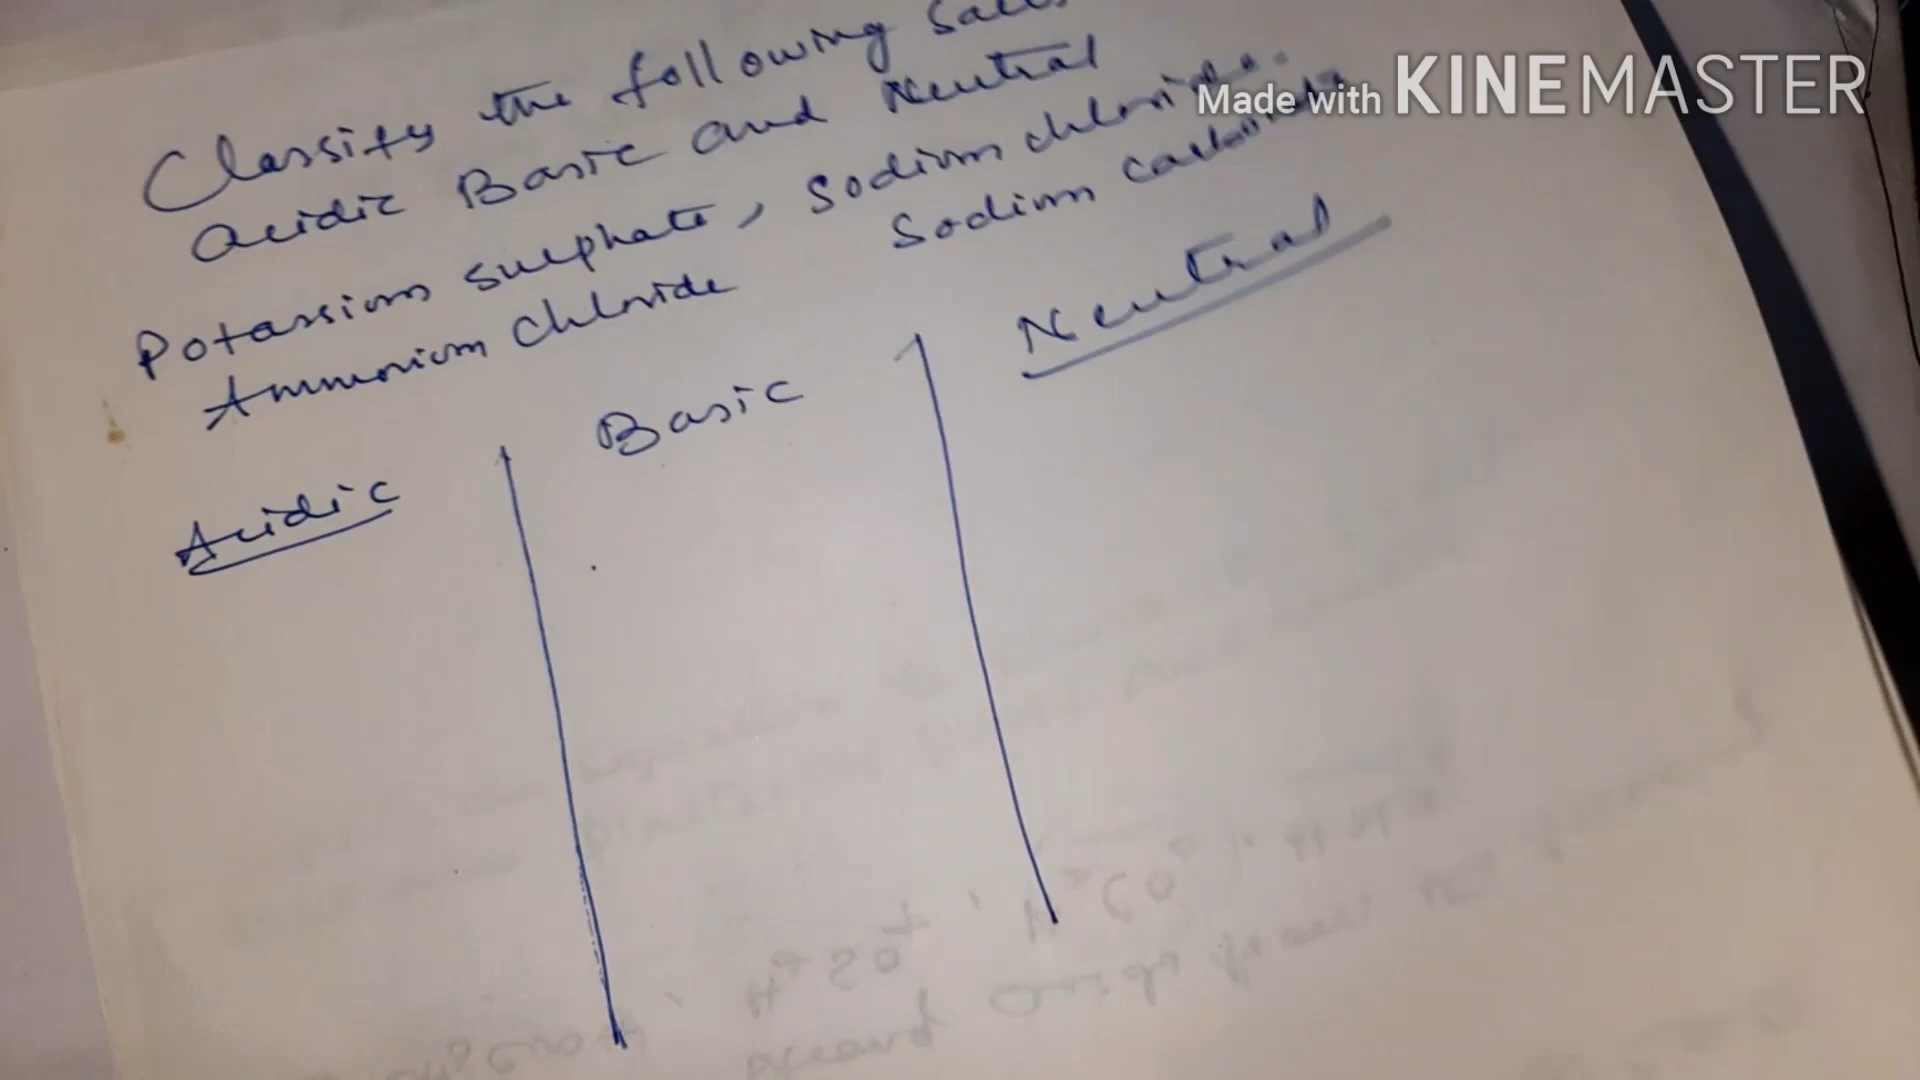 Classify the following Salts
acidic Basic and Neutral
Potassium sulphate, Sodium chloride.
Ammonium chloride Sodium carbonate
Acidic Basic Neutral
Made with KINEMASTER